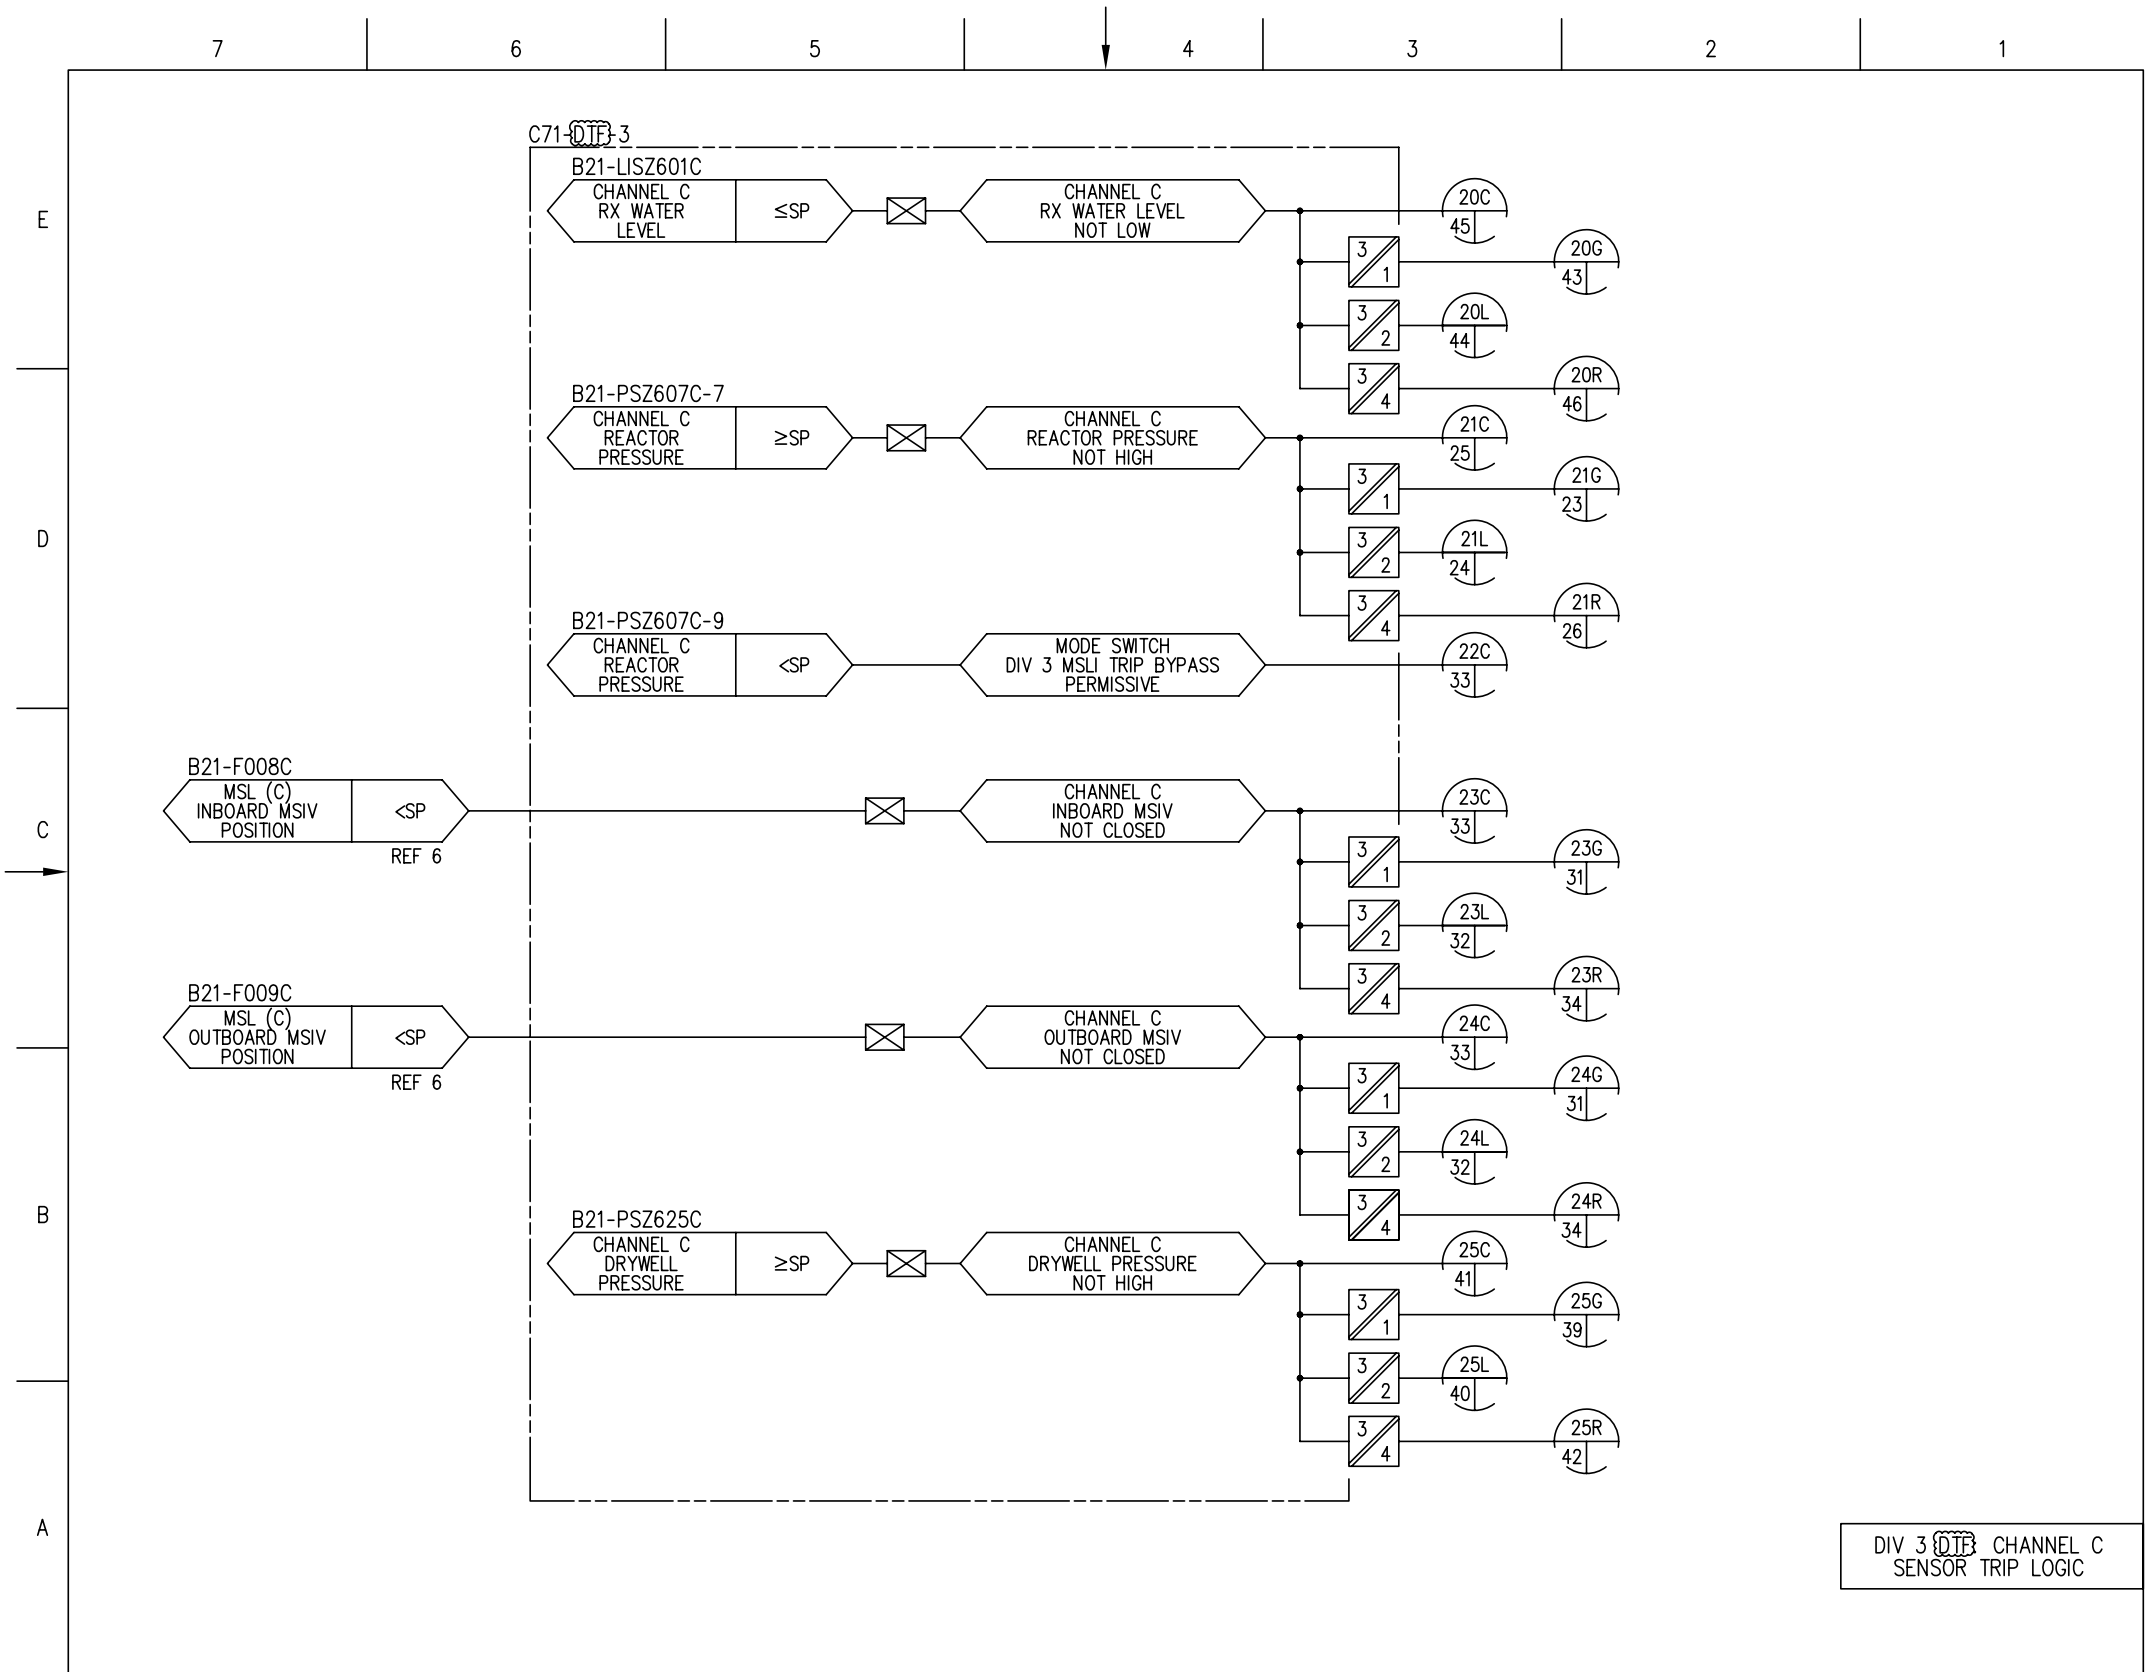 7 6 5 4 3 2 1
E
D
C
B
A
C71-DTF-3
B21-LISZ601C
CHANNEL C
RX WATER
LEVEL
≤SP
CHANNEL C
RX WATER LEVEL
NOT LOW
20C
45
3
1
20G
43
3
2
20L
44
3
4
20R
46
B21-PSZ607C-7
CHANNEL C
REACTOR
PRESSURE
≥SP
CHANNEL C
REACTOR PRESSURE
NOT HIGH
21C
25
3
1
21G
23
3
2
21L
24
3
4
21R
26
B21-PSZ607C-9
CHANNEL C
REACTOR
PRESSURE
<SP
MODE SWITCH
DIV 3 MSLI TRIP BYPASS
PERMISSIVE
22C
33
B21-F008C
MSL (C)
INBOARD MSIV
POSITION
<SP
REF 6
CHANNEL C
INBOARD MSIV
NOT CLOSED
23C
33
3
1
23G
31
3
2
23L
32
3
4
23R
34
B21-F009C
MSL (C)
OUTBOARD MSIV
POSITION
<SP
REF 6
CHANNEL C
OUTBOARD MSIV
NOT CLOSED
24C
33
3
1
24G
31
3
2
24L
32
3
4
24R
34
B21-PSZ625C
CHANNEL C
DRYWELL
PRESSURE
≥SP
CHANNEL C
DRYWELL PRESSURE
NOT HIGH
25C
41
3
1
25G
39
3
2
25L
40
3
4
25R
42
DIV 3 DTF CHANNEL C
SENSOR TRIP LOGIC